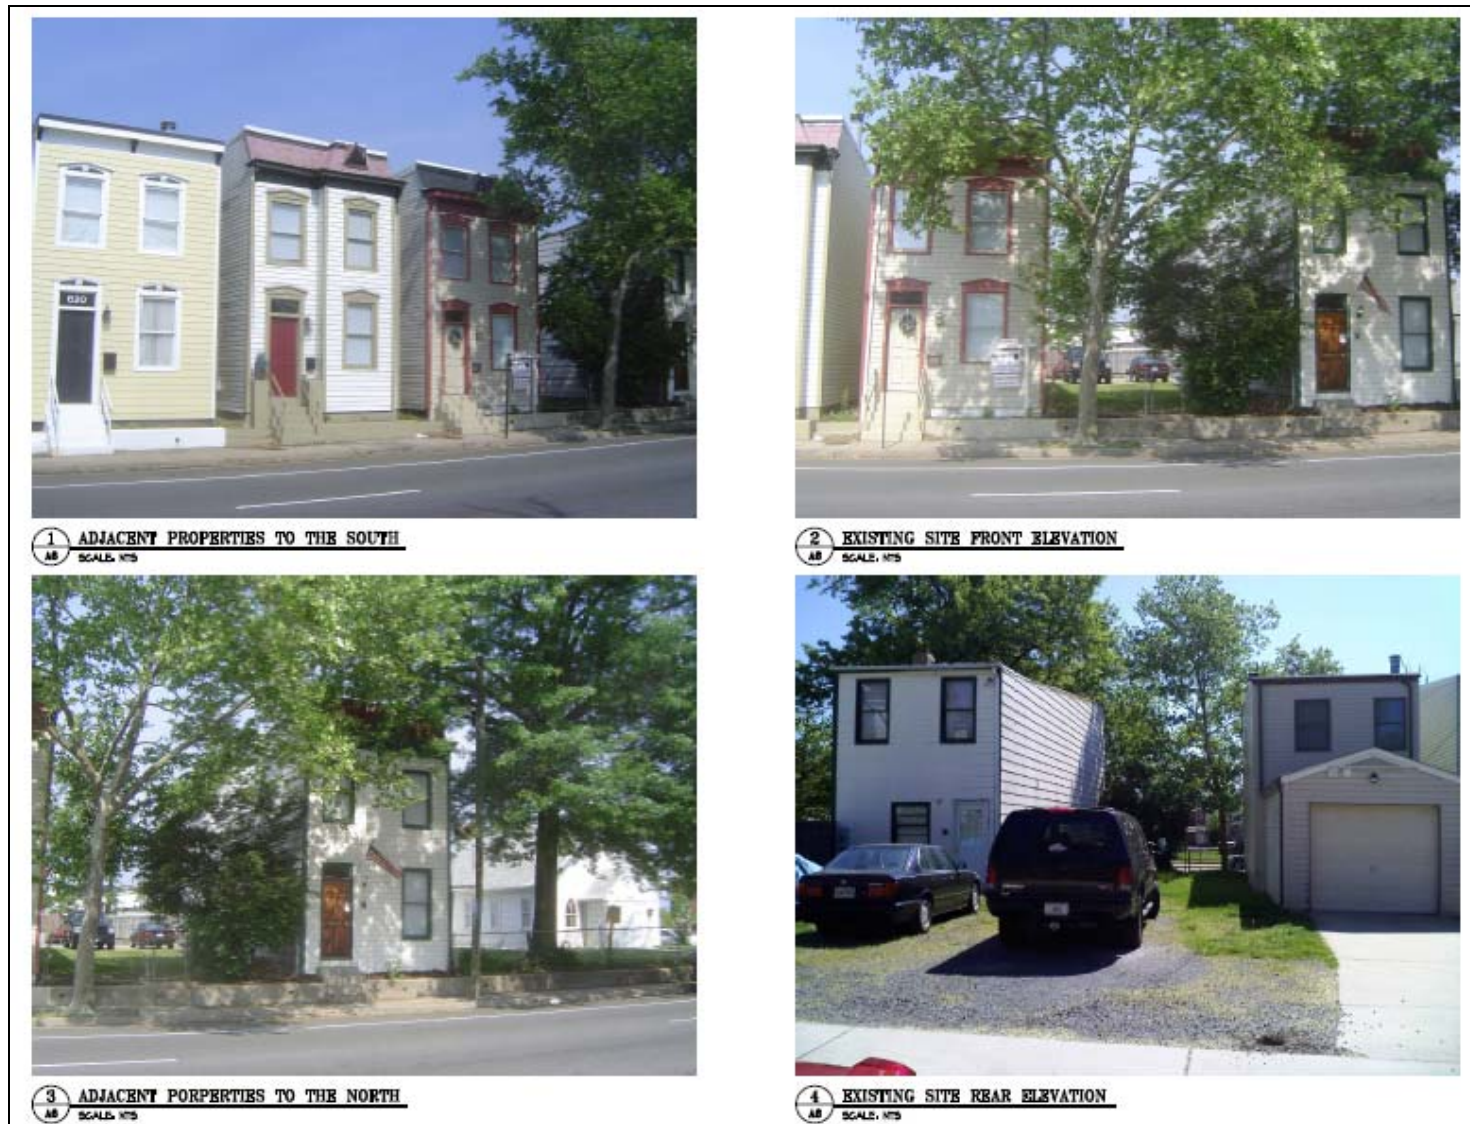 620
1 ADJACENT PROPERTIES TO THE SOUTH
A8 SCALE: NTS
2 EXISTING SITE FRONT ELEVATION
A8 SCALE: NTS
3 ADJACENT PORPERTIES TO THE NORTH
A8 SCALE: NTS
4 EXISTING SITE REAR ELEVATION
A8 SCALE: NTS